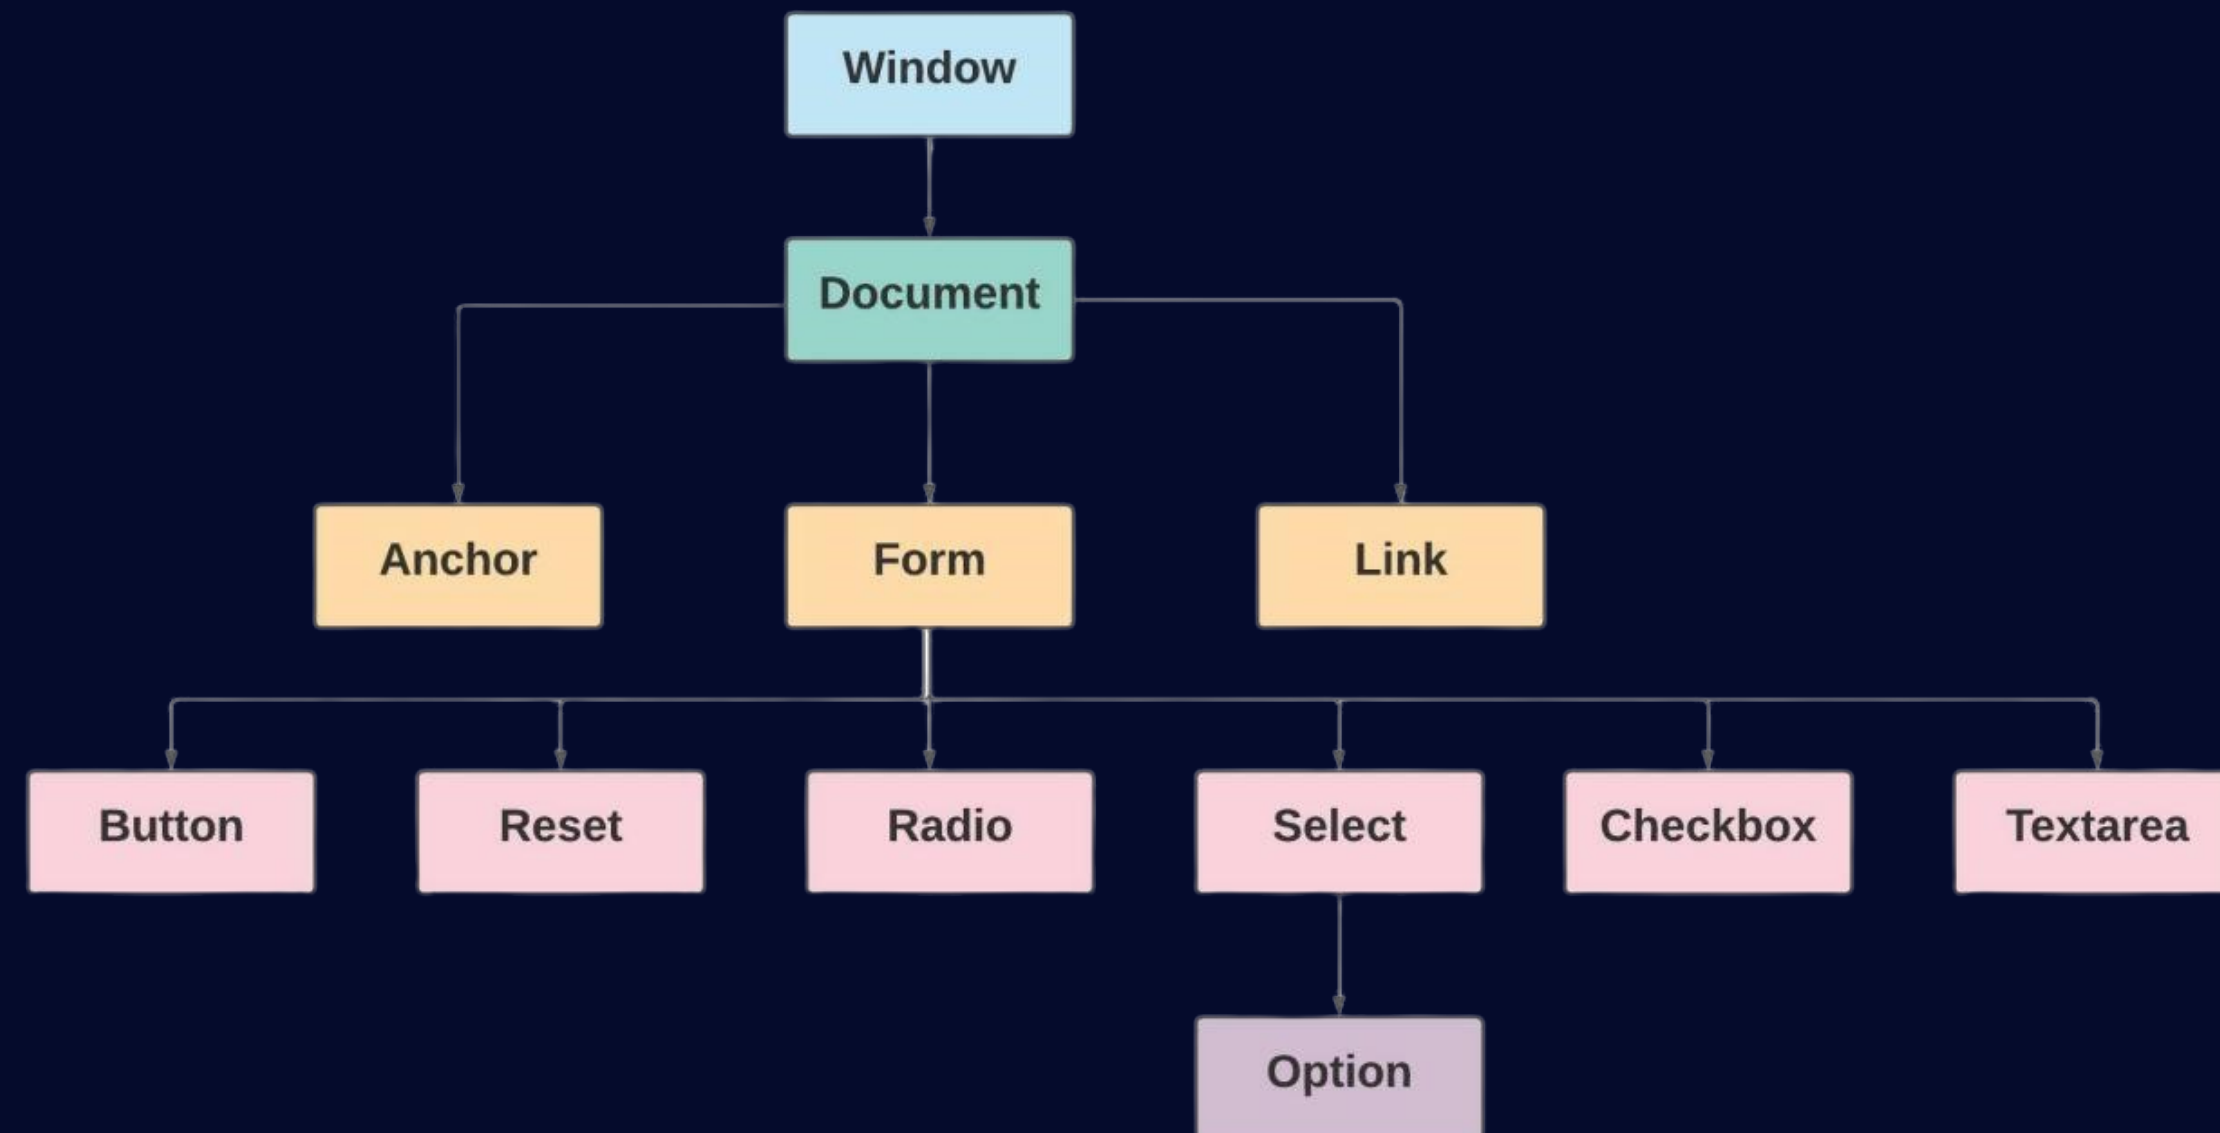 Window
Document
Anchor
Form
Link
Button
Reset
Radio
Select
Checkbox
Textarea
Option